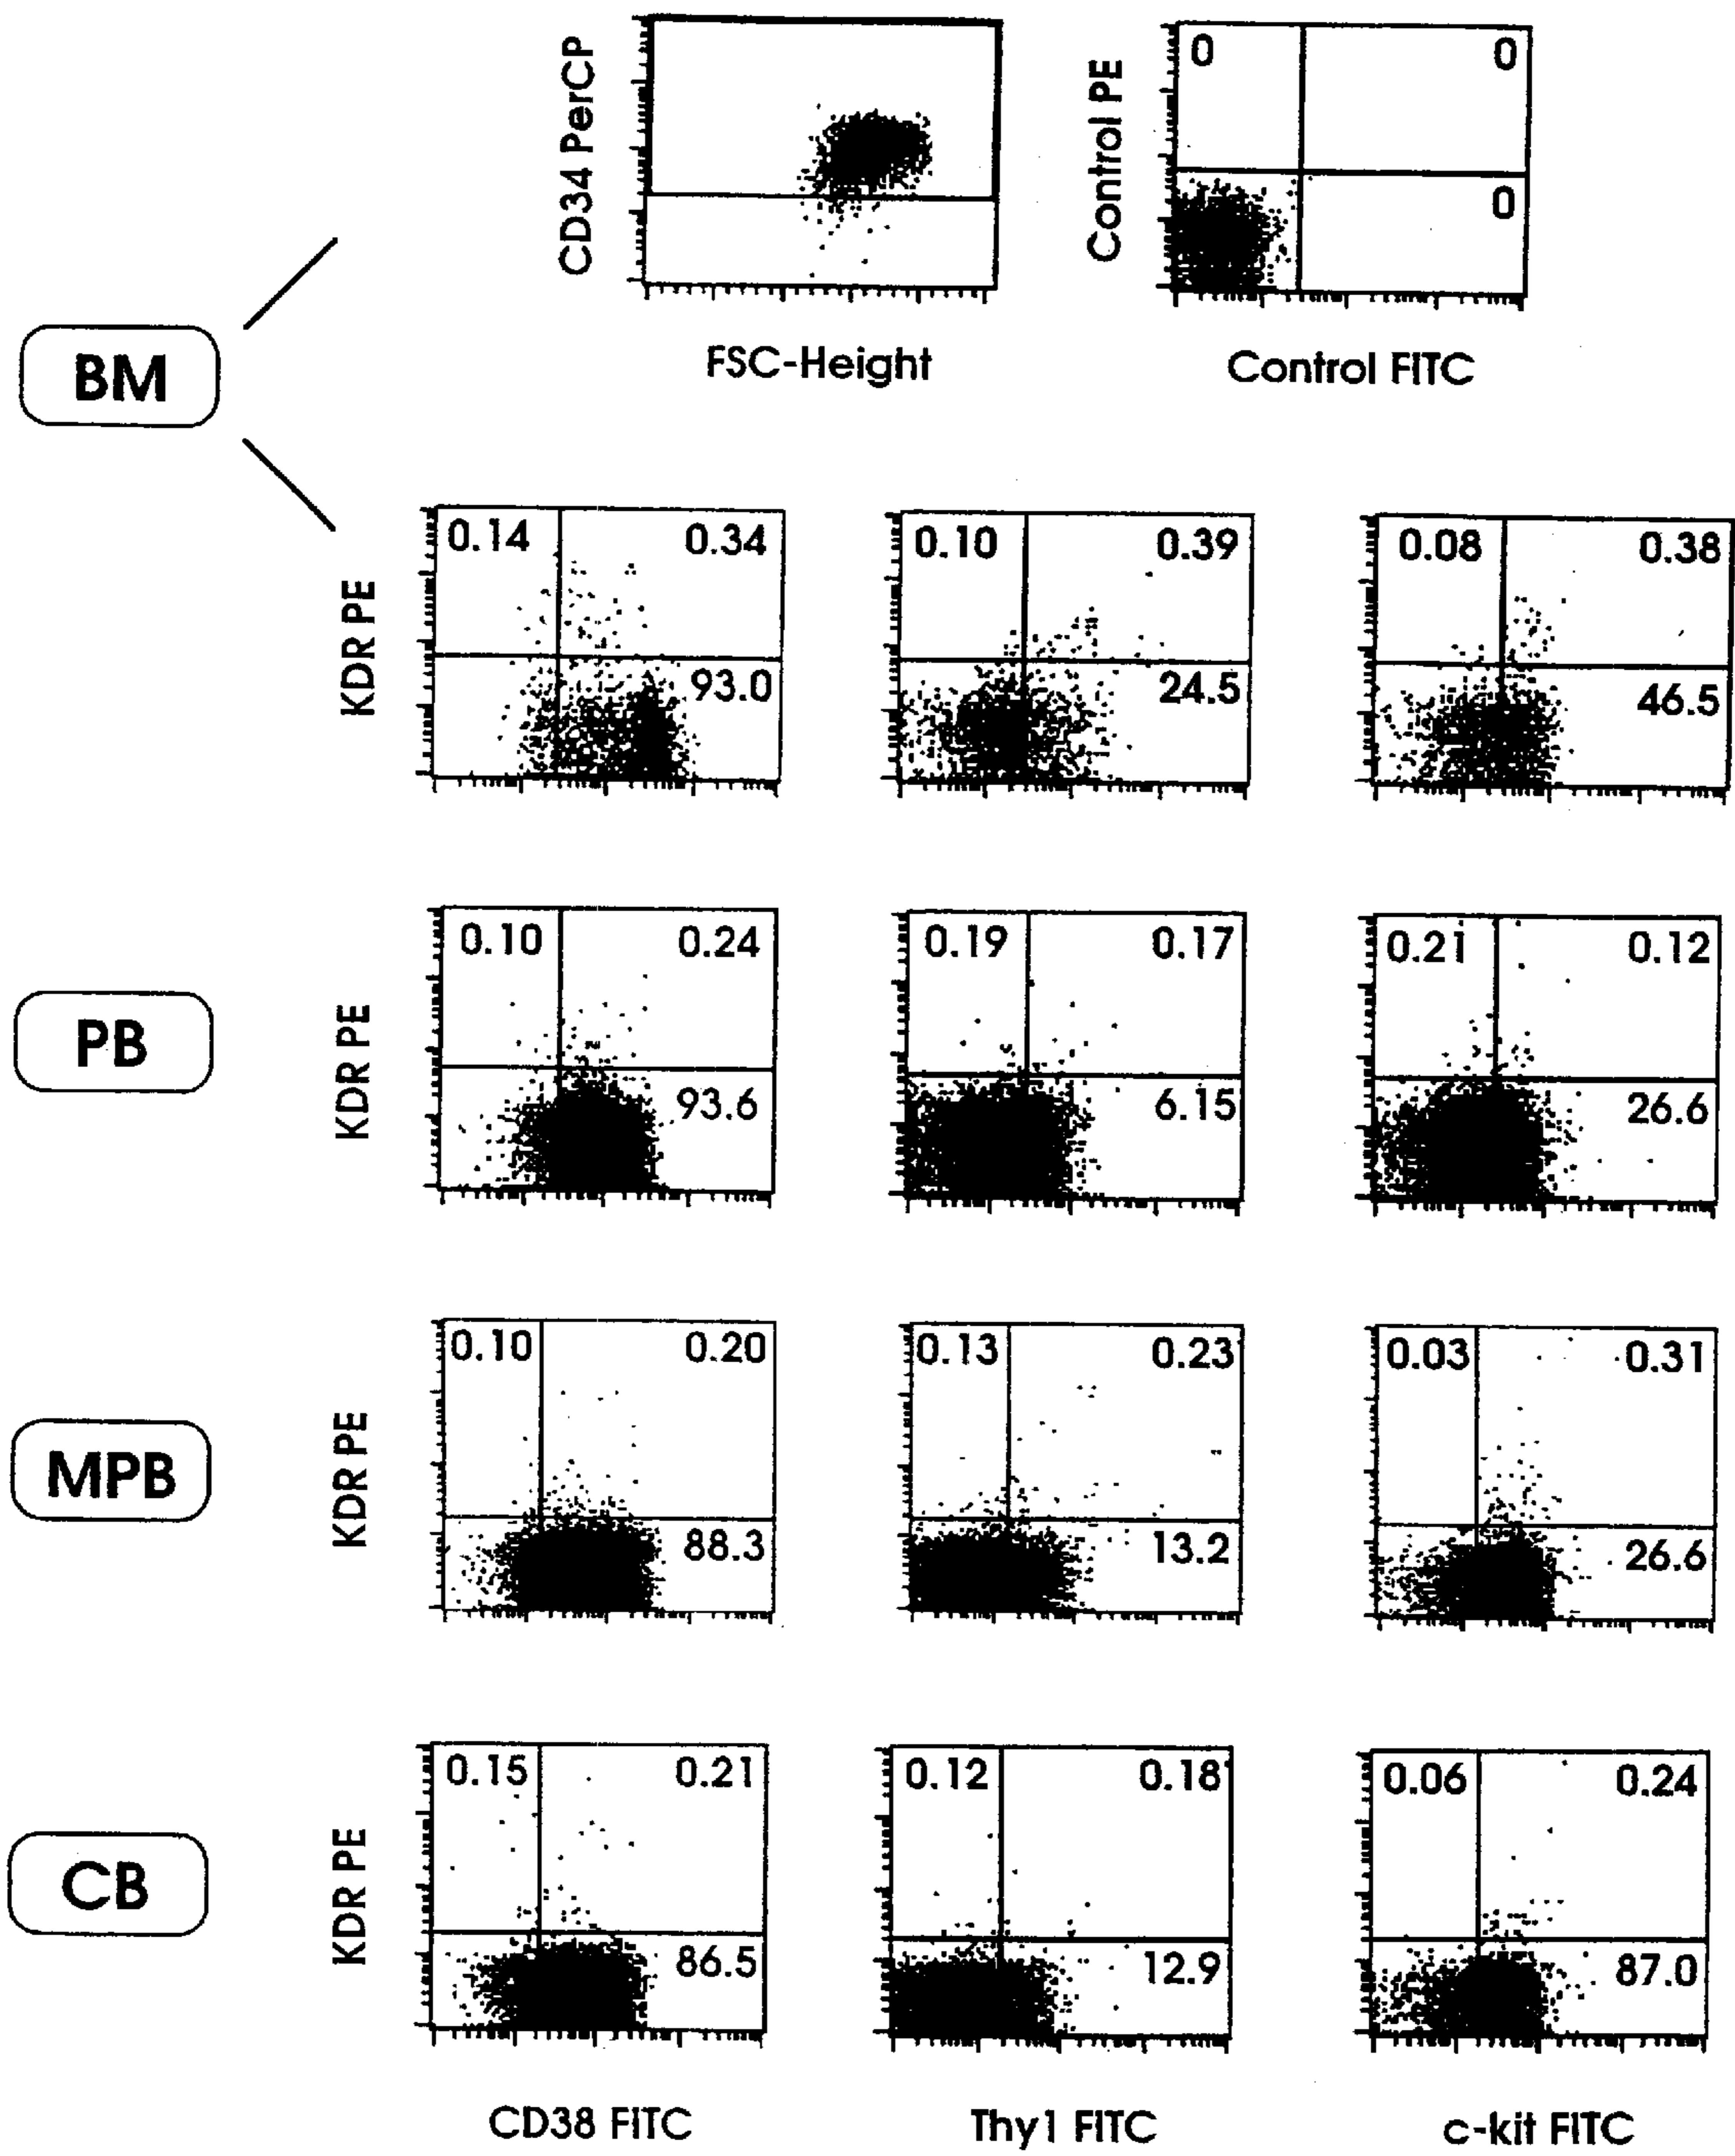 CD34 PerCP
FSC-Height
Control PE
0 0
0
Control FITC
BM
KDR PE
0.14 0.34
93.0
0.10 0.39
24.5
0.08 0.38
46.5
PB
KDR PE
0.10 0.24
93.6
0.19 0.17
6.15
0.21 0.12
26.6
MPB
KDR PE
0.10 0.20
88.3
0.13 0.23
13.2
0.03 0.31
26.6
CB
KDR PE
0.15 0.21
86.5
0.12 0.18
12.9
0.06 0.24
87.0
CD38 FITC
Thy1 FITC
c-kit FITC